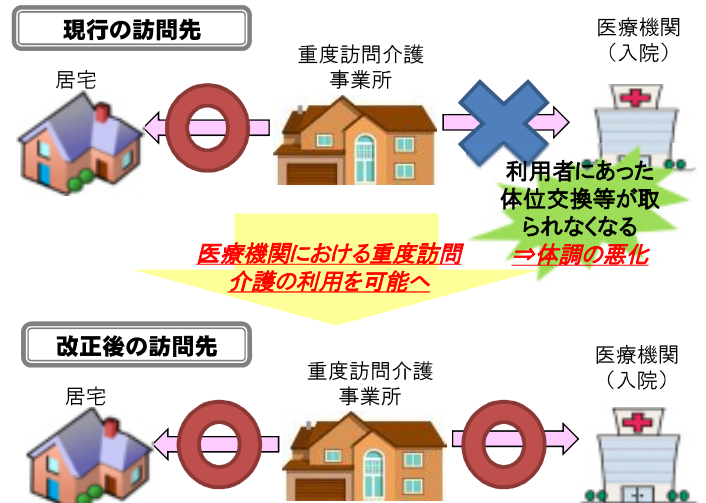 現行の訪問先
居宅
重度訪問介護
事業所
医療機関
（入院）
利用者にあった
体位交換等が取
られなくなる
⇒体調の悪化
医療機関における重度訪問
介護の利用を可能へ
改正後の訪問先
居宅
重度訪問介護
事業所
医療機関
（入院）